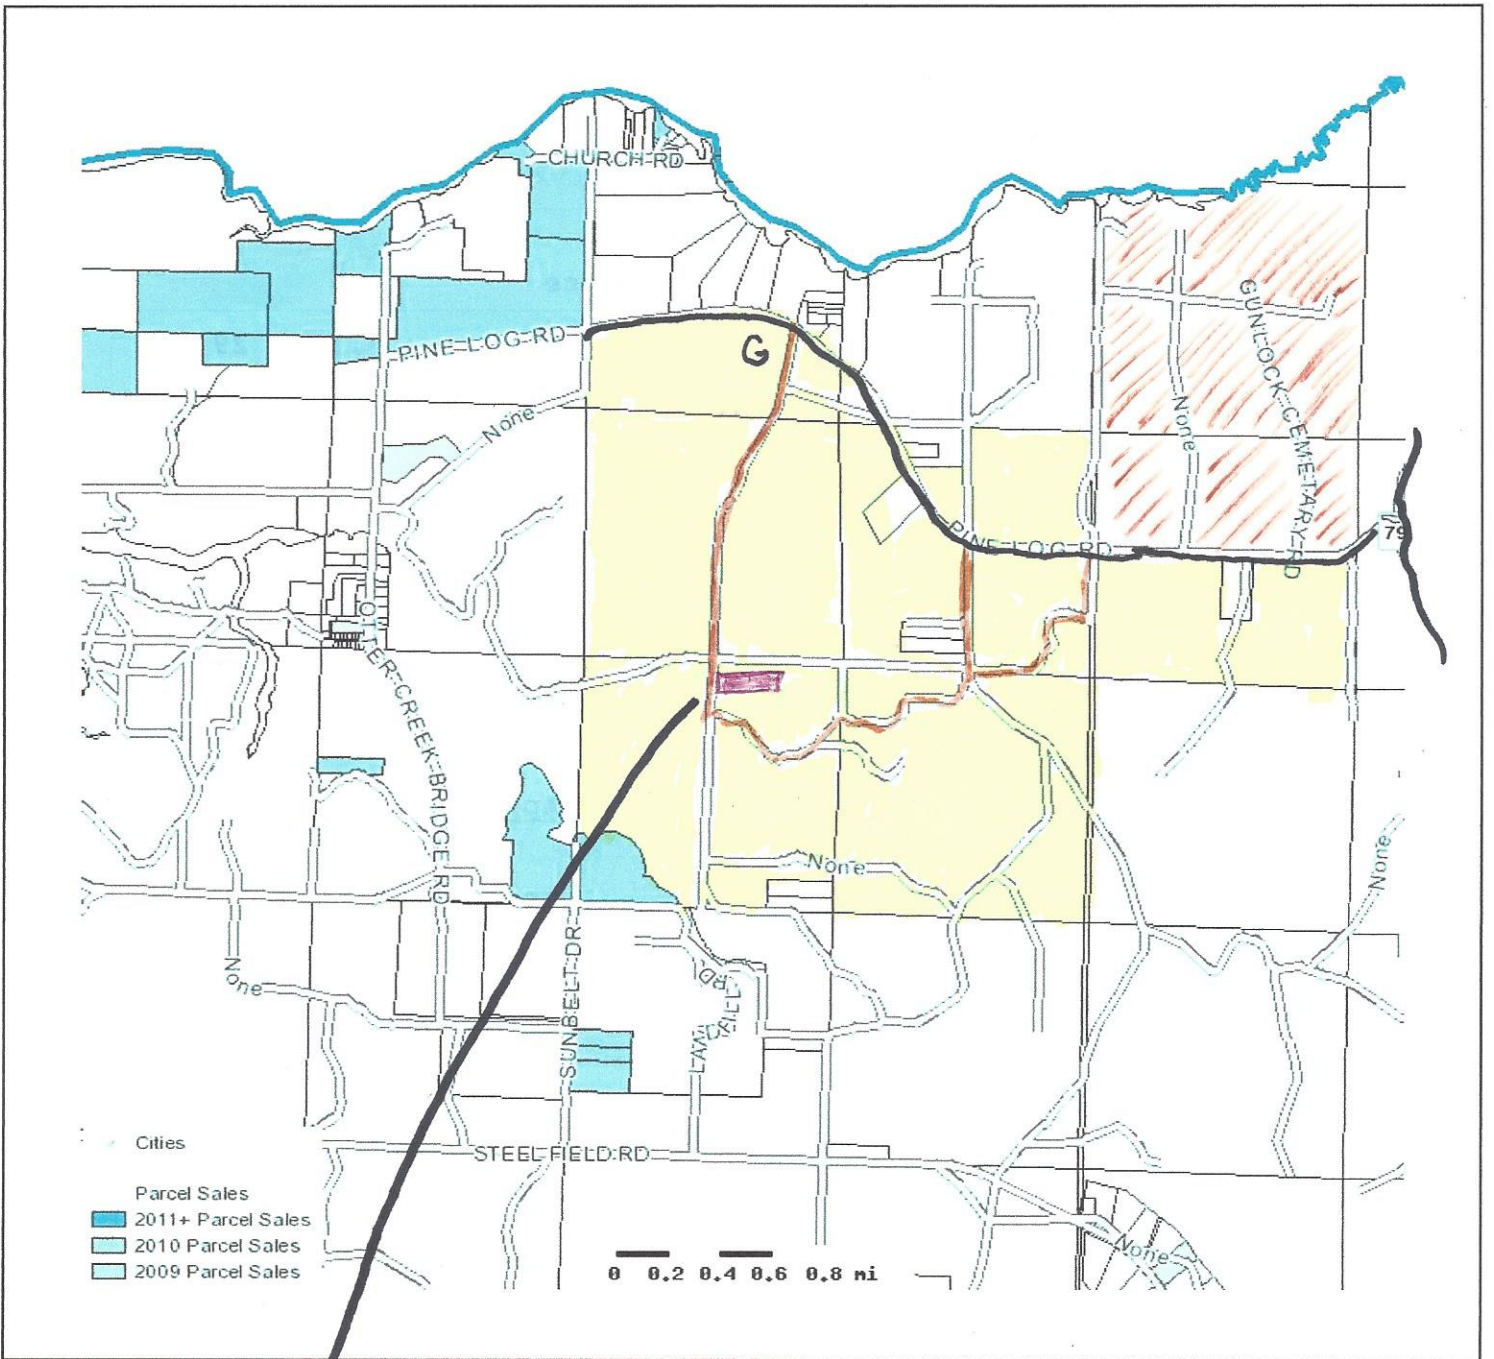 CHURCH RD
PINE LOG RD
G
None
GUNLOCK CEMETARY RD
None
PINE LOG RD
79
OTTER CREEK BRIDGE RD
None
None
None
SUNBELT DR
LANDFILL RD
STEELFIELD RD
None
Cities
Parcel Sales
2011+ Parcel Sales
2010 Parcel Sales
2009 Parcel Sales
0 0.2 0.4 0.6 0.8 mi